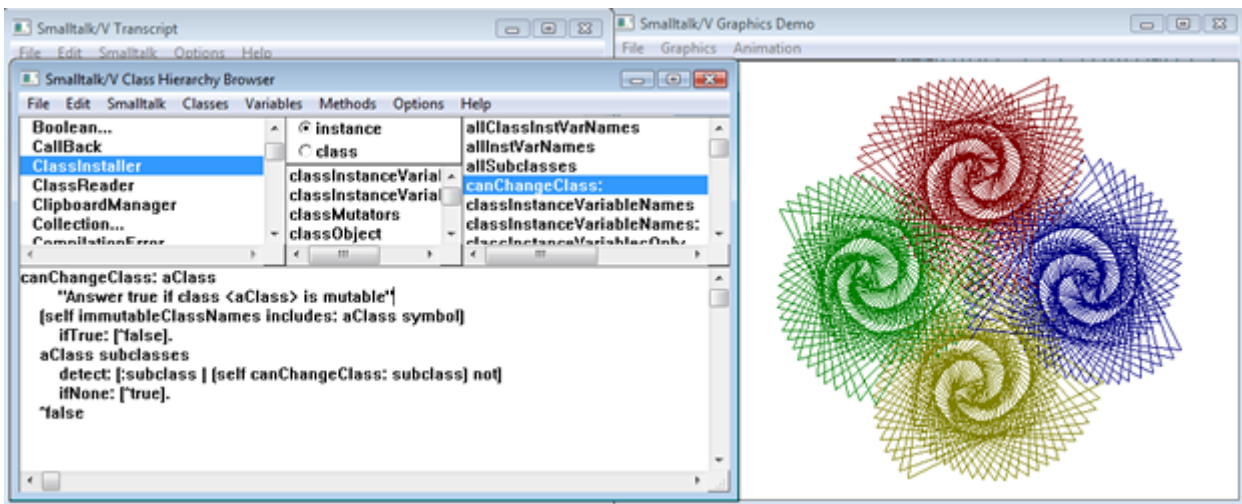 Smalltalk/V Transcript
File Edit Smalltalk Options Help
Smalltalk/V Graphics Demo
File Graphics Animation
Smalltalk/V Class Hierarchy Browser
File Edit Smalltalk Classes Variables Methods Options Help
Boolean...
CallBack
ClassInstaller
ClassReader
ClipboardManager
Collection...
CompilationError
instance
class
classInstanceVarial
classInstanceVarial
classMutators
classObject
allClassInstVarNames
allInstVarNames
allSubclasses
canChangeClass:
classInstanceVariableNames
classInstanceVariableNames:
classInstanceVariablesOnly
canChangeClass: aClass
"Answer true if class <aClass> is mutable"
(self immutableClassNames includes: aClass symbol)
ifTrue: [^false].
aClass subclasses
detect: [:subclass | (self canChangeClass: subclass) not]
ifNone: [^true].
^false